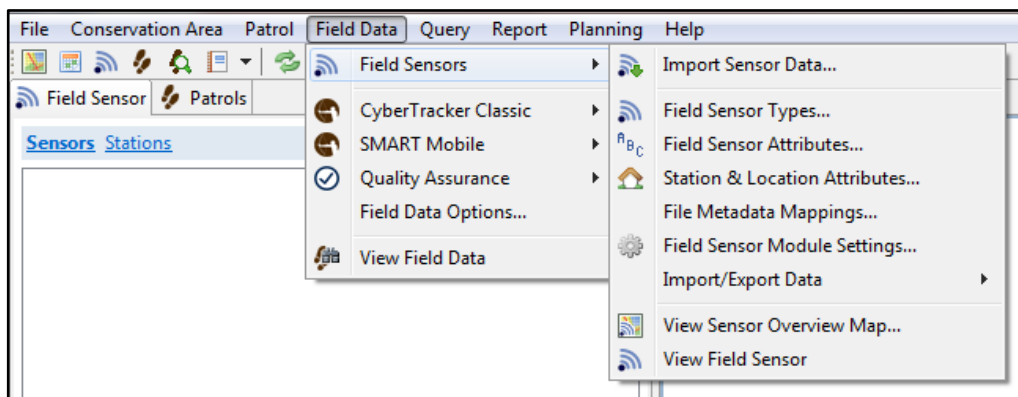 File Conservation Area Patrol Field Data Query Report Planning Help
Field Sensor Patrols
Sensors Stations
Field Sensors
CyberTracker Classic
SMART Mobile
Quality Assurance
Field Data Options...
View Field Data
Import Sensor Data...
Field Sensor Types...
ABC Field Sensor Attributes...
Station & Location Attributes...
File Metadata Mappings...
Field Sensor Module Settings...
Import/Export Data
View Sensor Overview Map...
View Field Sensor